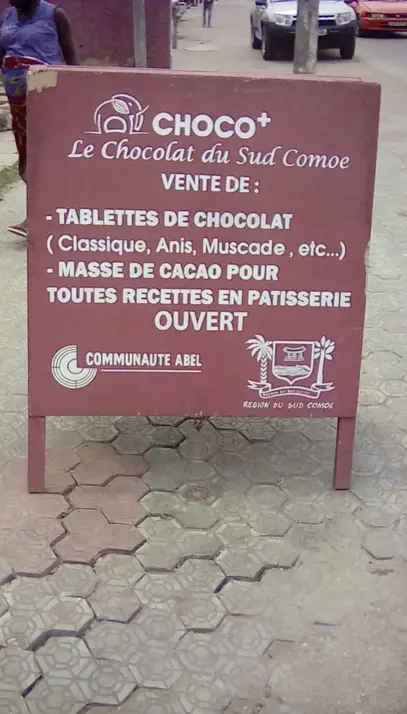 CHOCO+
Le Chocolat du Sud Comoe
VENTE DE :
- TABLETTES DE CHOCOLAT
( Classique, Anis, Muscade , etc...)
- MASSE DE CACAO POUR
TOUTES RECETTES EN PATISSERIE
OUVERT
COMMUNAUTE ABEL
REGION DU SUD COMOE